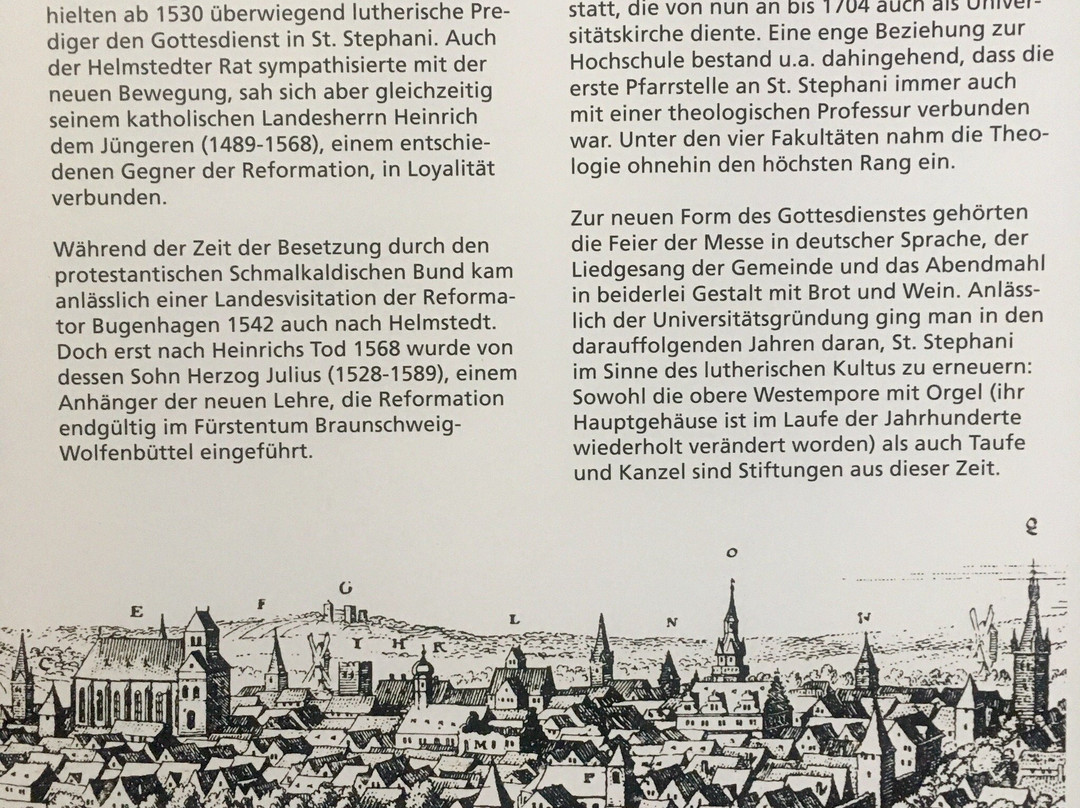 hielten ab 1530 überwiegend lutherische Pre-
diger den Gottesdienst in St. Stephani. Auch
der Helmstedter Rat sympathisierte mit der
neuen Bewegung, sah sich aber gleichzeitig
seinem katholischen Landesherrn Heinrich
dem Jüngeren (1489-1568), einem entschie-
denen Gegner der Reformation, in Loyalität
verbunden.
Während der Zeit der Besetzung durch den
protestantischen Schmalkaldischen Bund kam
anlässlich einer Landesvisitation der Reforma-
tor Bugenhagen 1542 auch nach Helmstedt.
Doch erst nach Heinrichs Tod 1568 wurde von
dessen Sohn Herzog Julius (1528-1589), einem
Anhänger der neuen Lehre, die Reformation
endgültig im Fürstentum Braunschweig-
Wolfenbüttel eingeführt.
statt, die von nun an bis 1704 auch als Univer-
sitätskirche diente. Eine enge Beziehung zur
Hochschule bestand u.a. dahingehend, dass die
erste Pfarrstelle an St. Stephani immer auch
mit einer theologischen Professur verbunden
war. Unter den vier Fakultäten nahm die Theo-
logie ohnehin den höchsten Rang ein.
Zur neuen Form des Gottesdienstes gehörten
die Feier der Messe in deutscher Sprache, der
Liedgesang der Gemeinde und das Abendmahl
in beiderlei Gestalt mit Brot und Wein. Anläss-
lich der Universitätsgründung ging man in den
darauffolgenden Jahren daran, St. Stephani
im Sinne des lutherischen Kultus zu erneuern:
Sowohl die obere Westempore mit Orgel (ihr
Hauptgehäuse ist im Laufe der Jahrhunderte
wiederholt verändert worden) als auch Taufe
und Kanzel sind Stiftungen aus dieser Zeit.
Q
O
E F G L N N
C I H K
M
P